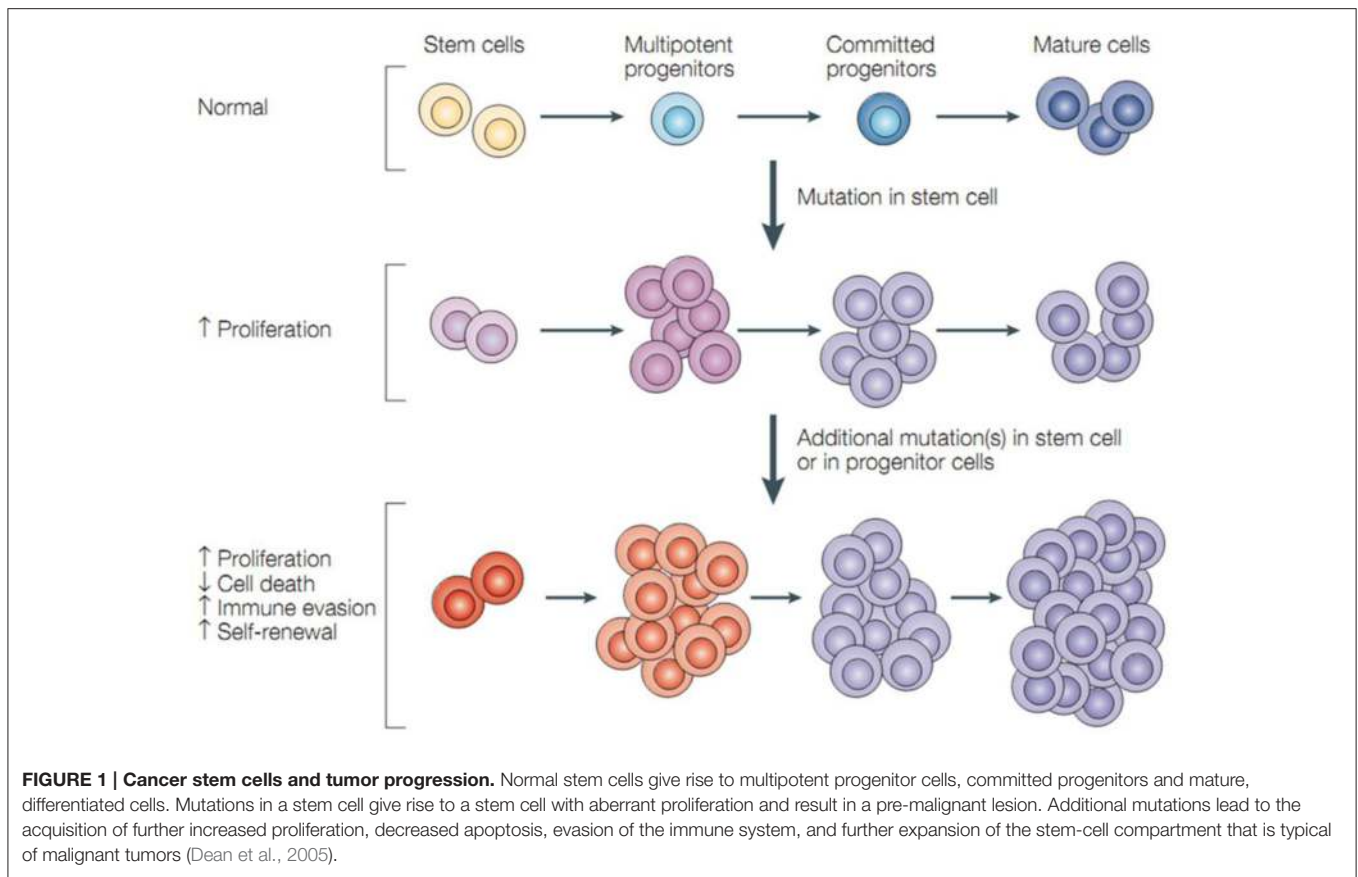 Stem cells
Multipotent
progenitors
Committed
progenitors
Mature cells
Normal
Mutation in stem cell
↑ Proliferation
Additional mutation(s) in stem cell
or in progenitor cells
↑ Proliferation
↓ Cell death
↑ Immune evasion
↑ Self-renewal
FIGURE 1 | Cancer stem cells and tumor progression. Normal stem cells give rise to multipotent progenitor cells, committed progenitors and mature,
differentiated cells. Mutations in a stem cell give rise to a stem cell with aberrant proliferation and result in a pre-malignant lesion. Additional mutations lead to the
acquisition of further increased proliferation, decreased apoptosis, evasion of the immune system, and further expansion of the stem-cell compartment that is typical
of malignant tumors (Dean et al., 2005).